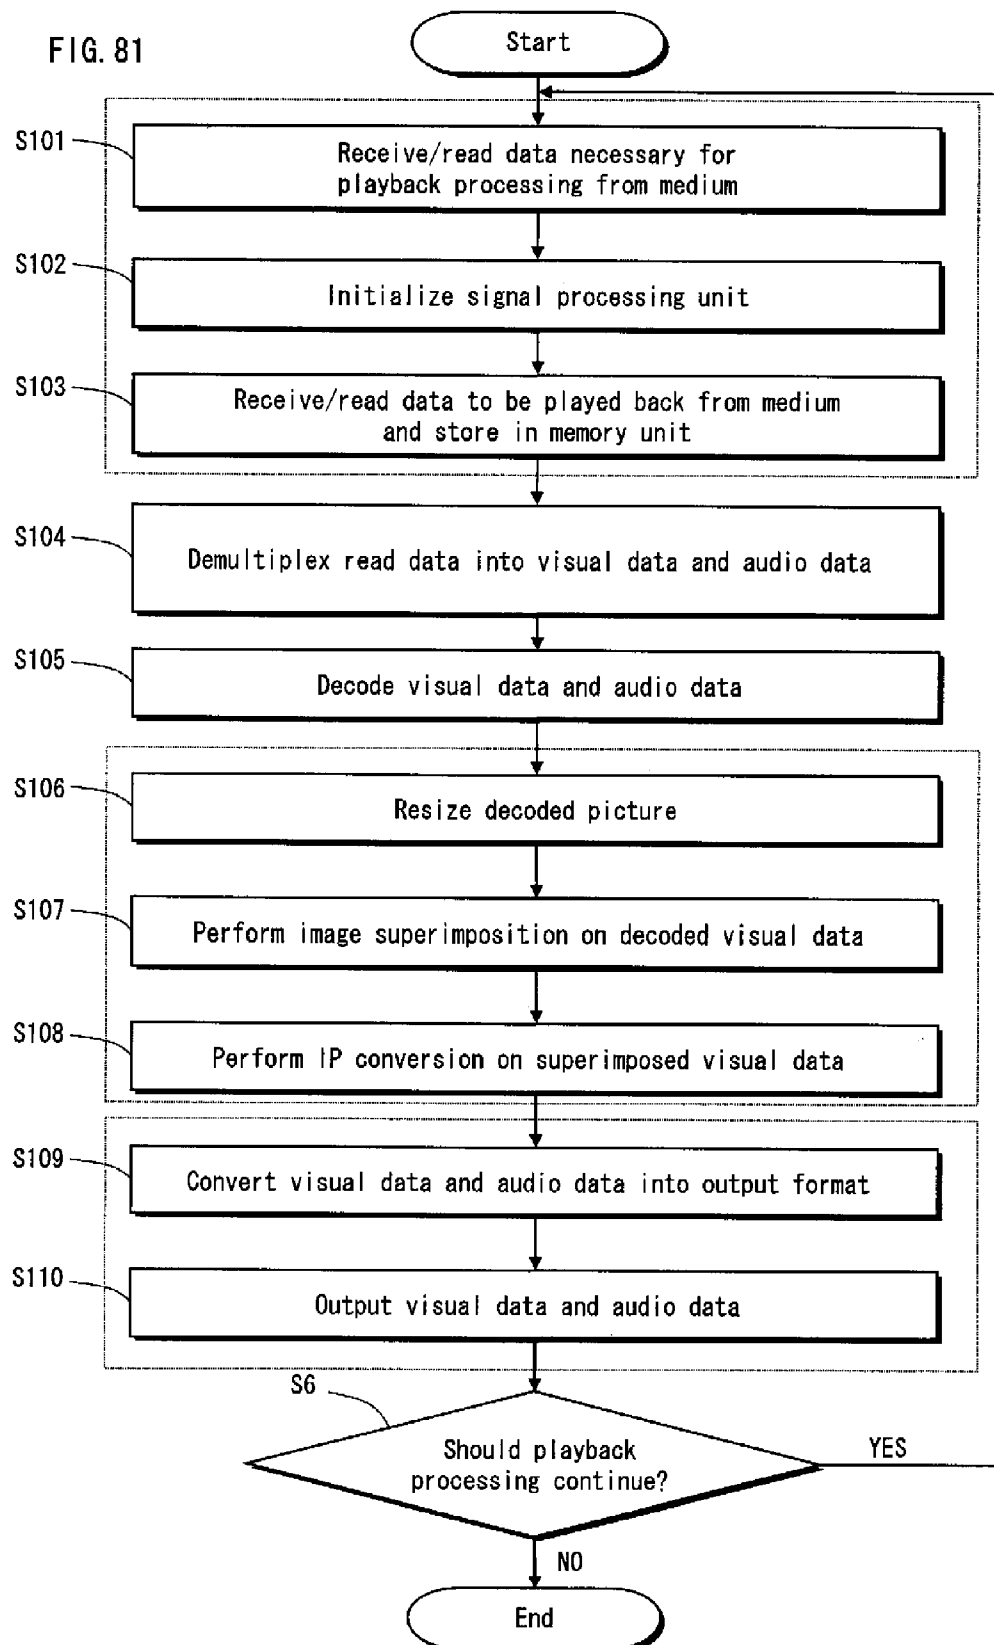 FIG. 81
Start
S101
Receive/read data necessary for
playback processing from medium
S102
Initialize signal processing unit
S103
Receive/read data to be played back from medium
and store in memory unit
S104
Demultiplex read data into visual data and audio data
S105
Decode visual data and audio data
S106
Resize decoded picture
S107
Perform image superimposition on decoded visual data
S108
Perform IP conversion on superimposed visual data
S109
Convert visual data and audio data into output format
S110
Output visual data and audio data
S6
Should playback
processing continue?
YES
NO
End